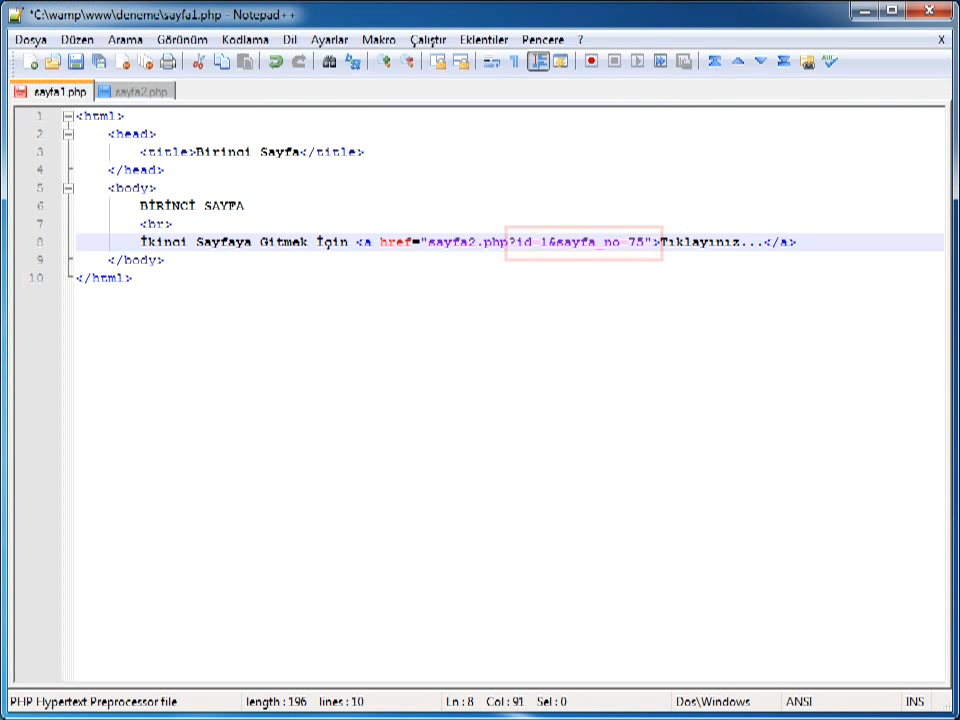 *C:\wamp\www\deneme\sayfa1.php - Notepad++
Dosya Düzen Arama Görünüm Kodlama Dil Ayarlar Makro Çalıştır Eklentiler Pencere ? X
sayfa1.php sayfa2.php
1 <html>
2 <head>
3 <title>Birinci Sayfa</title>
4 </head>
5 <body>
6 BİRİNCİ SAYFA
7 <br>
8 İkinci Sayfaya Gitmek İçin <a href="sayfa2.php?id=1&sayfa_no=75">Tıklayınız...</a>
9 </body>
10 </html>
PHP Hypertext Preprocessor file length : 196 lines : 10 Ln : 8 Col : 91 Sel : 0 Dos\Windows ANSI INS